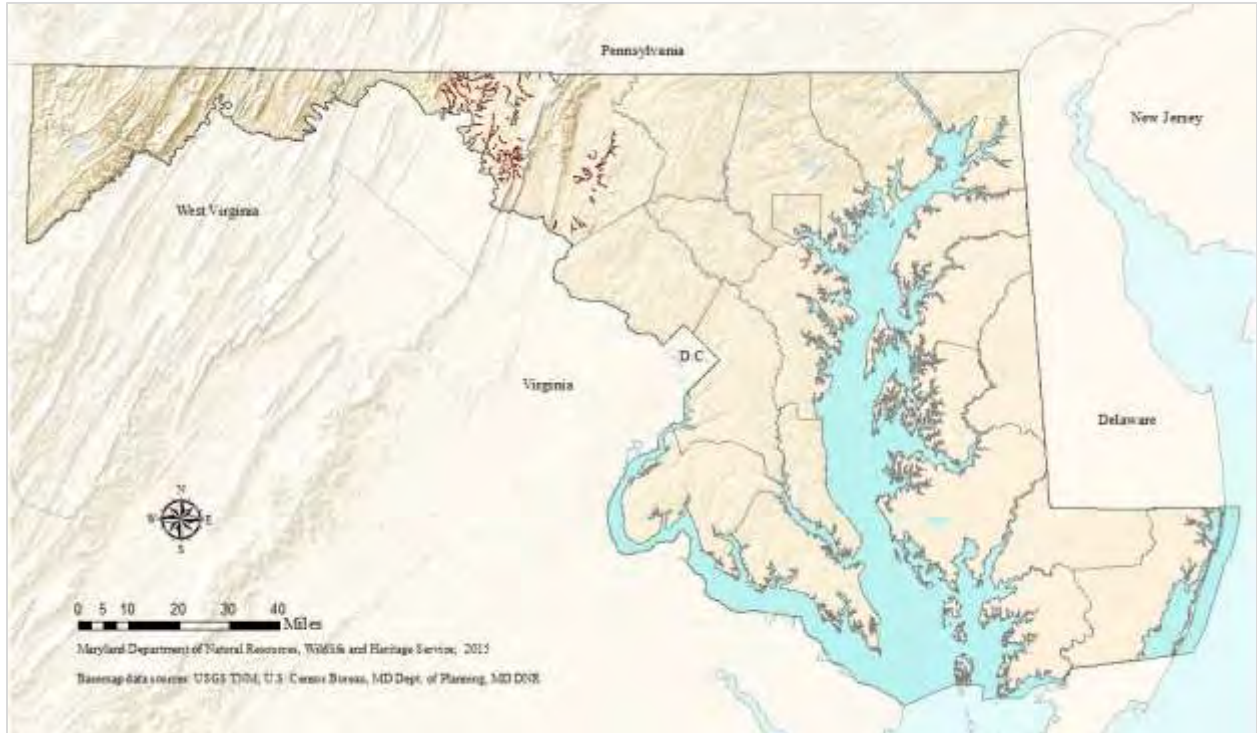 Pennsylvania
New Jersey
West Virginia
D C
Virginia
Delaware
N
W E
S
0 5 10 20 30 40
Miles
Maryland Department of Natural Resources, Wildlife and Heritage Service, 2015
Basemap data sources: USGS TNM, U.S. Census Bureau, MD Dept. of Planning, MD DNR